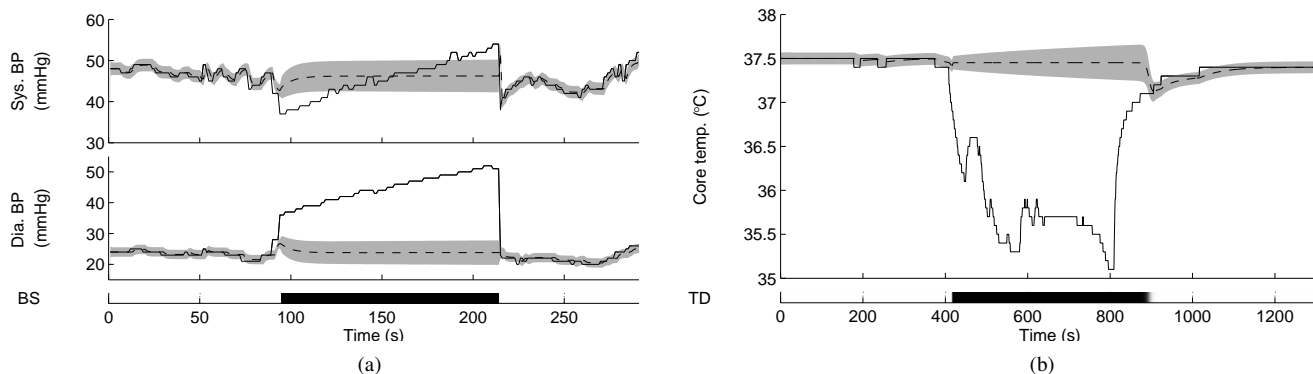 Sys. BP
(mmHg)
60
50
40
30
Dia. BP
(mmHg)
50
40
30
20
BS
0 50 100 150 200 250
Time (s)
(a)
Core temp. (°C)
38
37.5
37
36.5
36
35.5
35
TD
0 200 400 600 800 1000 1200
Time (s)
(b)